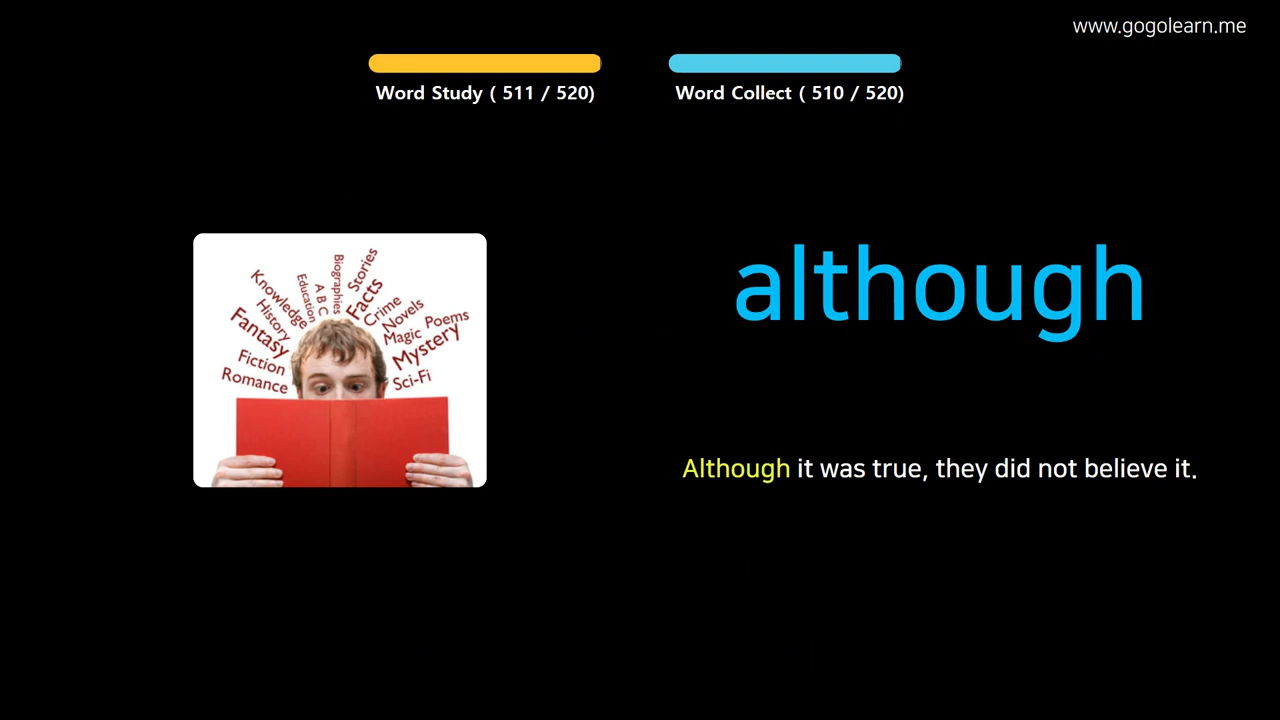 www.gogolearn.me
Word Study ( 511 / 520)
Word Collect ( 510 / 520)
although
Although it was true, they did not believe it.
Knowledge
History
Fantasy
Fiction
Romance
Education
A B C
Biographies
Stories
Facts
Crime
Novels
Magic
Poems
Mystery
Sci-Fi